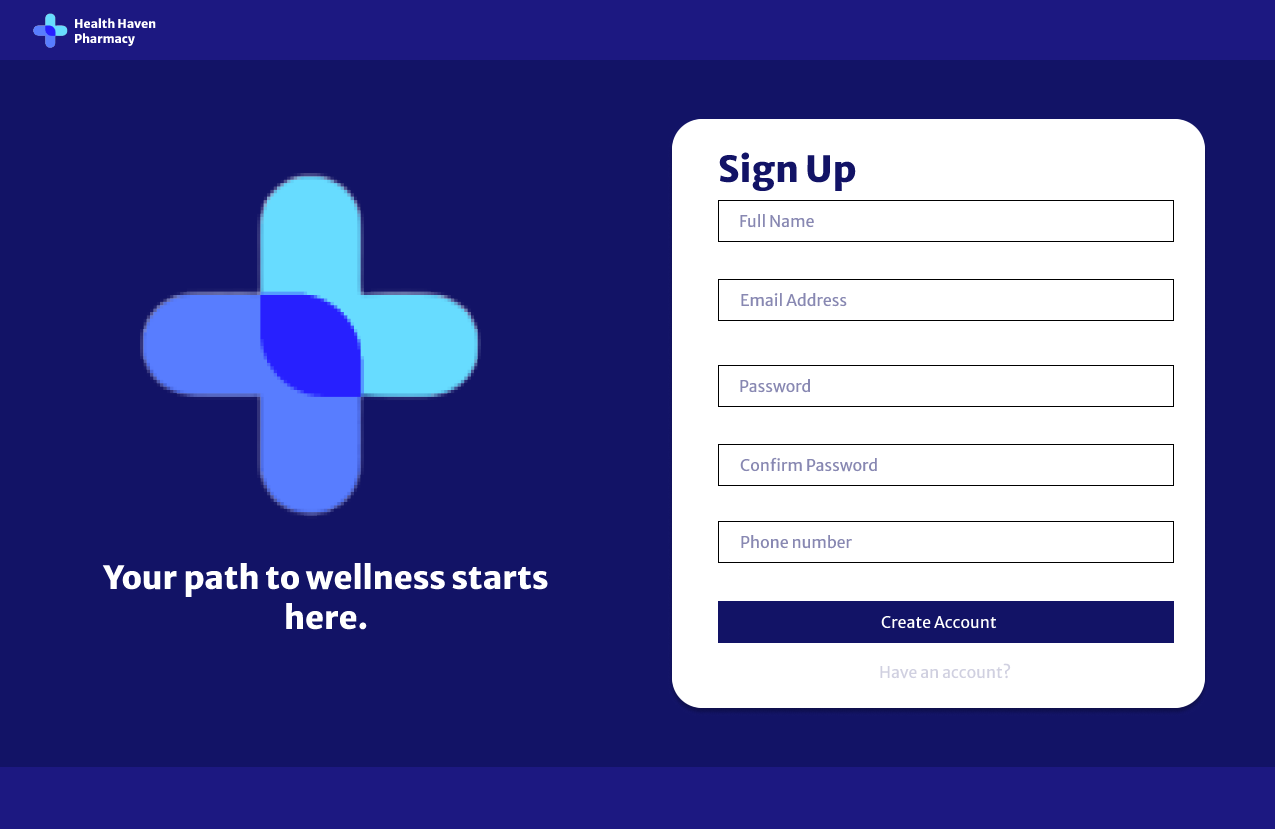 Health Haven
Pharmacy
Your path to wellness starts
here.
Sign Up
Full Name
Email Address
Password
Confirm Password
Phone number
Create Account
Have an account?